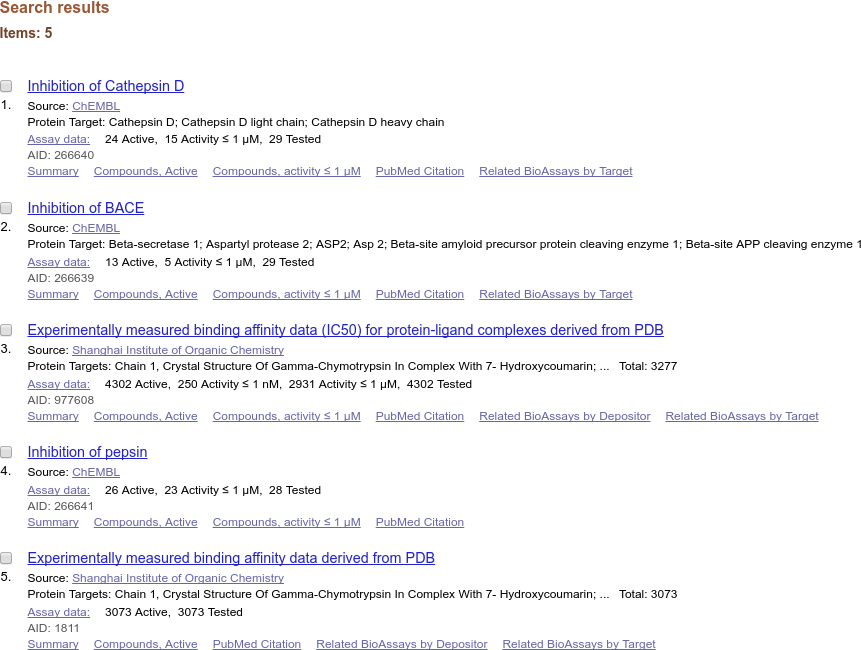 Search results
Items: 5
Inhibition of Cathepsin D
1. Source: ChEMBL
Protein Target: Cathepsin D; Cathepsin D light chain; Cathepsin D heavy chain
Assay data: 24 Active, 15 Activity ≤ 1 µM, 29 Tested
AID: 266640
Summary Compounds, Active Compounds, activity ≤ 1 µM PubMed Citation Related BioAssays by Target
Inhibition of BACE
2. Source: ChEMBL
Protein Target: Beta-secretase 1; Aspartyl protease 2; ASP2; Asp 2; Beta-site amyloid precursor protein cleaving enzyme 1; Beta-site APP cleaving enzyme 1
Assay data: 13 Active, 5 Activity ≤ 1 µM, 29 Tested
AID: 266639
Summary Compounds, Active Compounds, activity ≤ 1 µM PubMed Citation Related BioAssays by Target
Experimentally measured binding affinity data (IC50) for protein-ligand complexes derived from PDB
3. Source: Shanghai Institute of Organic Chemistry
Protein Targets: Chain 1, Crystal Structure Of Gamma-Chymotrypsin In Complex With 7- Hydroxycoumarin; ... Total: 3277
Assay data: 4302 Active, 250 Activity ≤ 1 nM, 2931 Activity ≤ 1 µM, 4302 Tested
AID: 977608
Summary Compounds, Active Compounds, activity ≤ 1 µM PubMed Citation Related BioAssays by Depositor Related BioAssays by Target
Inhibition of pepsin
4. Source: ChEMBL
Assay data: 26 Active, 23 Activity ≤ 1 µM, 28 Tested
AID: 266641
Summary Compounds, Active Compounds, activity ≤ 1 µM PubMed Citation
Experimentally measured binding affinity data derived from PDB
5. Source: Shanghai Institute of Organic Chemistry
Protein Targets: Chain 1, Crystal Structure Of Gamma-Chymotrypsin In Complex With 7- Hydroxycoumarin; ... Total: 3073
Assay data: 3073 Active, 3073 Tested
AID: 1811
Summary Compounds, Active PubMed Citation Related BioAssays by Depositor Related BioAssays by Target